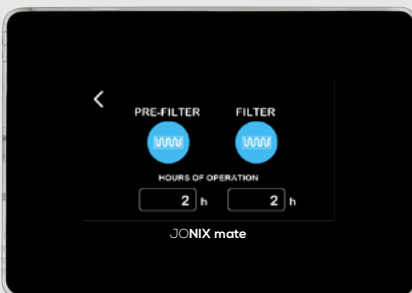 PRE-FILTER FILTER
HOURS OF OPERATION
2 h 2 h
JONIX mate